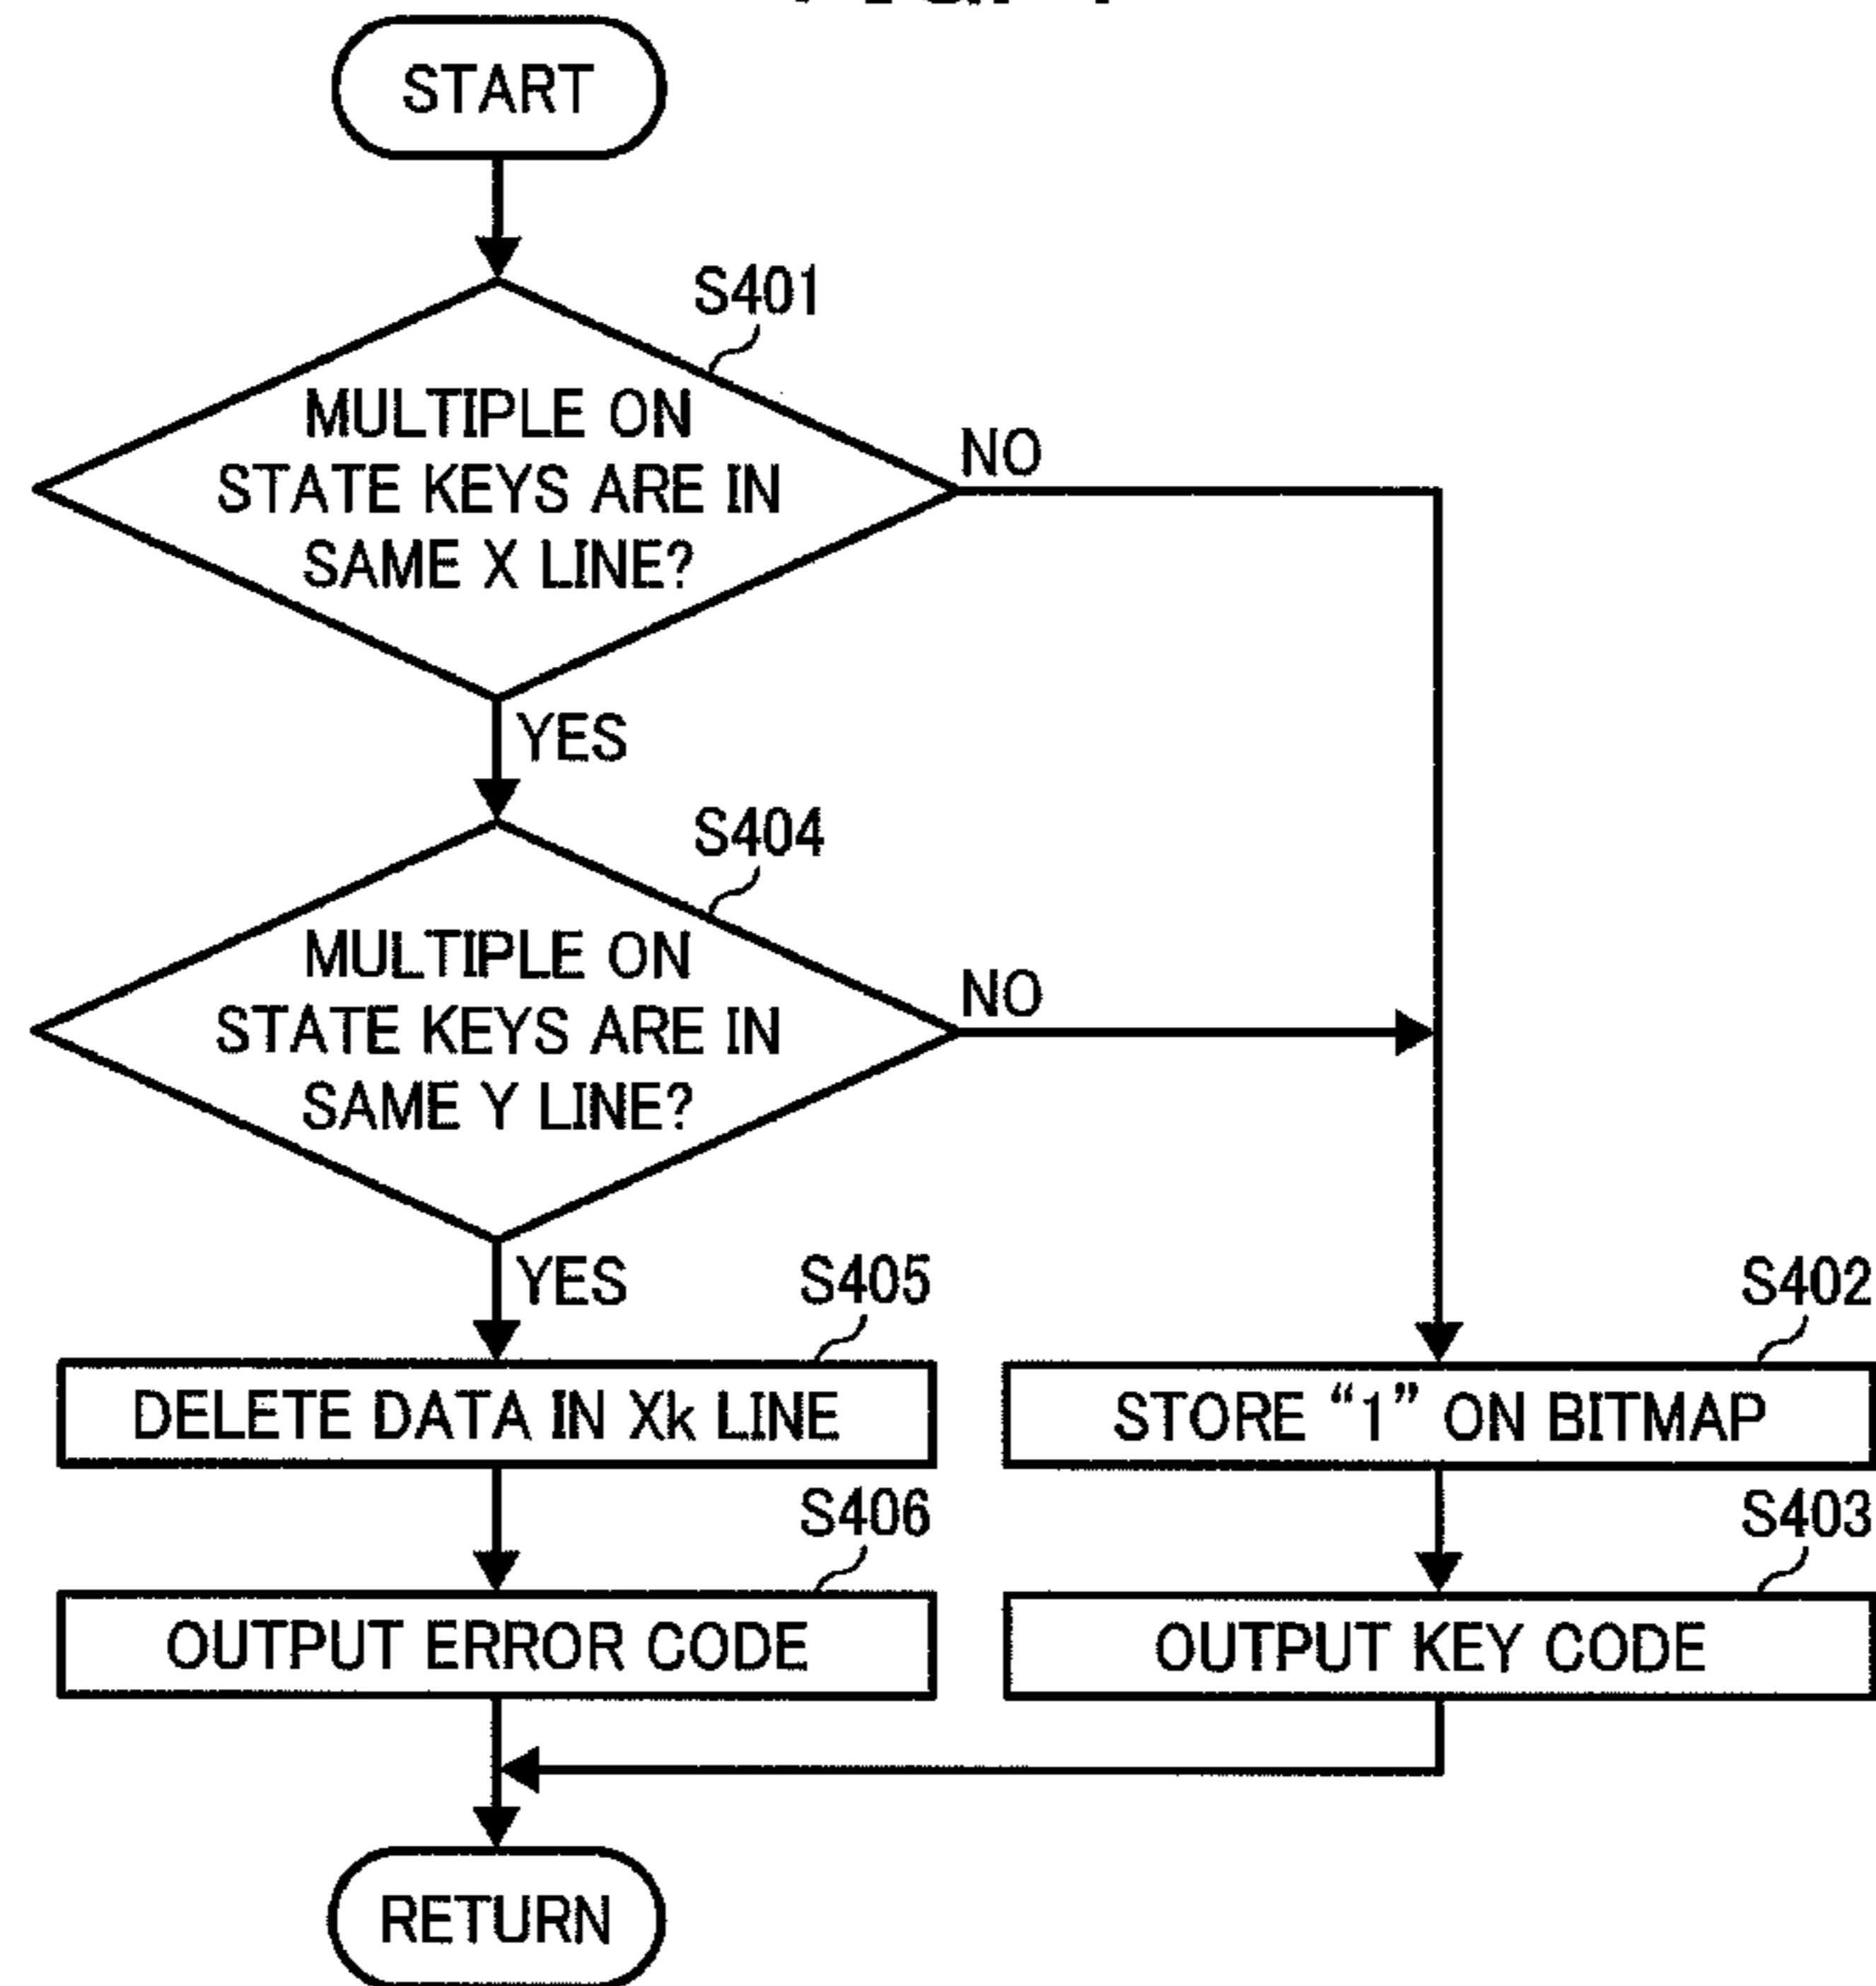 START
S401
MULTIPLE ON
STATE KEYS ARE IN
SAME X LINE?
NO
YES
S404
MULTIPLE ON
STATE KEYS ARE IN
SAME Y LINE?
NO
YES
S405
DELETE DATA IN Xk LINE
S402
STORE “1” ON BITMAP
S406
OUTPUT ERROR CODE
S403
OUTPUT KEY CODE
RETURN